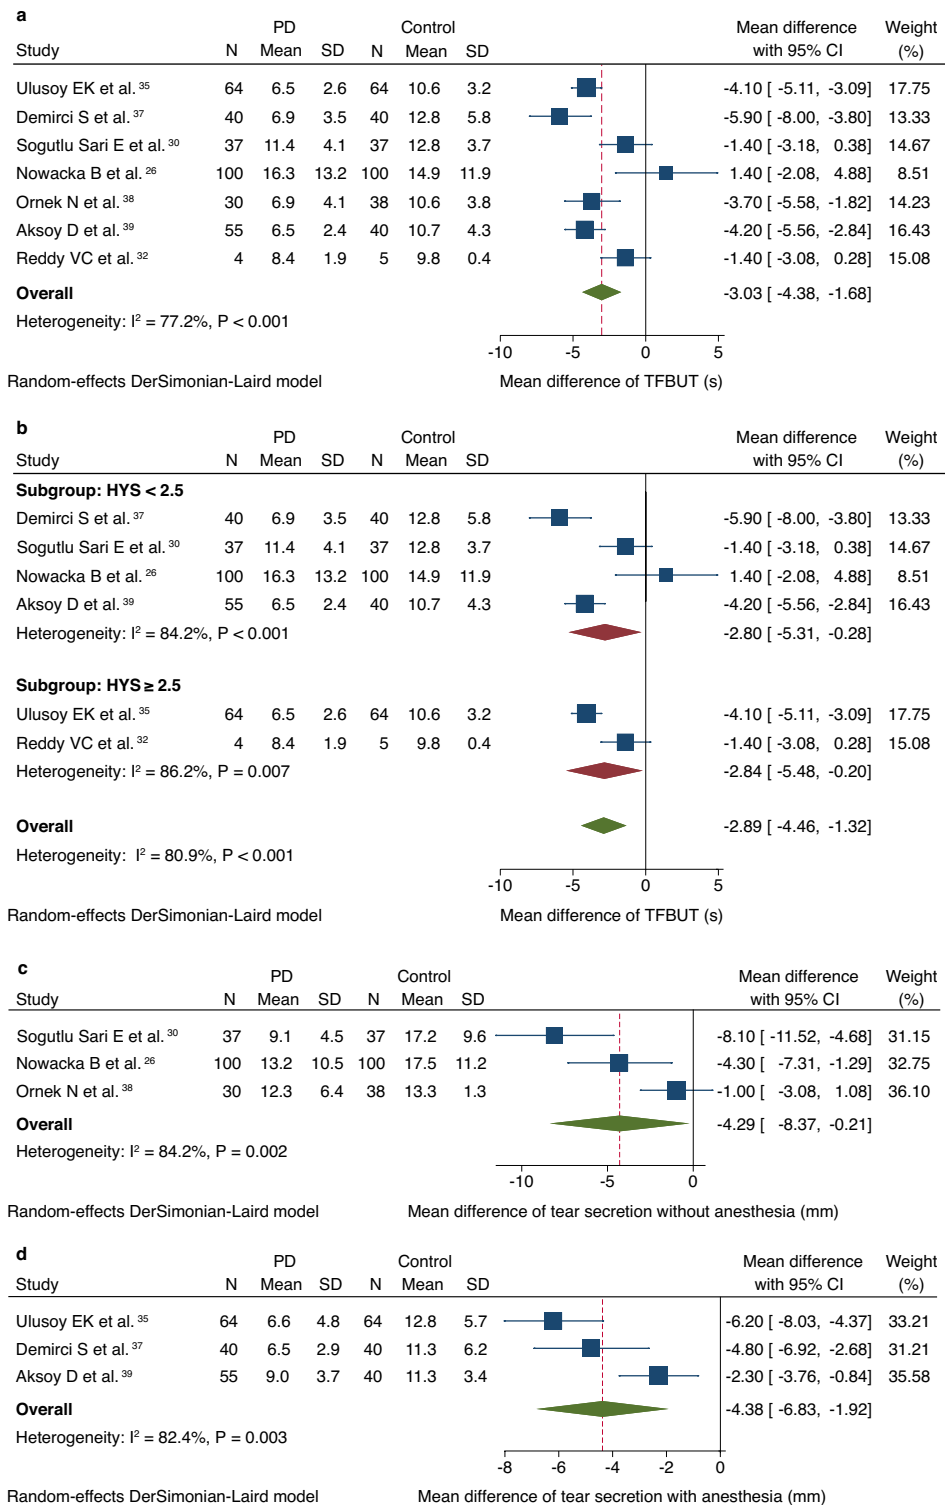 a
PD Control Mean difference Weight
Study N Mean SD N Mean SD with 95% CI (%)
Ulusoy EK et al. 35 64 6.5 2.6 64 10.6 3.2 -4.10 [ -5.11, -3.09] 17.75
Demirci S et al. 37 40 6.9 3.5 40 12.8 5.8 -5.90 [ -8.00, -3.80] 13.33
Sogutlu Sari E et al. 30 37 11.4 4.1 37 12.8 3.7 -1.40 [ -3.18, 0.38] 14.67
Nowacka B et al. 26 100 16.3 13.2 100 14.9 11.9 1.40 [ -2.08, 4.88] 8.51
Ornek N et al. 38 30 6.9 4.1 38 10.6 3.8 -3.70 [ -5.58, -1.82] 14.23
Aksoy D et al. 39 55 6.5 2.4 40 10.7 4.3 -4.20 [ -5.56, -2.84] 16.43
Reddy VC et al. 32 4 8.4 1.9 5 9.8 0.4 -1.40 [ -3.08, 0.28] 15.08
Overall -3.03 [ -4.38, -1.68]
Heterogeneity: I2 = 77.2%, P < 0.001
-10 -5 0 5
Random-effects DerSimonian-Laird model Mean difference of TFBUT (s)
b
PD Control Mean difference Weight
Study N Mean SD N Mean SD with 95% CI (%)
Subgroup: HYS < 2.5
Demirci S et al. 37 40 6.9 3.5 40 12.8 5.8 -5.90 [ -8.00, -3.80] 13.33
Sogutlu Sari E et al. 30 37 11.4 4.1 37 12.8 3.7 -1.40 [ -3.18, 0.38] 14.67
Nowacka B et al. 26 100 16.3 13.2 100 14.9 11.9 1.40 [ -2.08, 4.88] 8.51
Aksoy D et al. 39 55 6.5 2.4 40 10.7 4.3 -4.20 [ -5.56, -2.84] 16.43
Heterogeneity: I2 = 84.2%, P < 0.001 -2.80 [ -5.31, -0.28]
Subgroup: HYS ≥ 2.5
Ulusoy EK et al. 35 64 6.5 2.6 64 10.6 3.2 -4.10 [ -5.11, -3.09] 17.75
Reddy VC et al. 32 4 8.4 1.9 5 9.8 0.4 -1.40 [ -3.08, 0.28] 15.08
Heterogeneity: I2 = 86.2%, P = 0.007 -2.84 [ -5.48, -0.20]
Overall -2.89 [ -4.46, -1.32]
Heterogeneity: I2 = 80.9%, P < 0.001
-10 -5 0 5
Random-effects DerSimonian-Laird model Mean difference of TFBUT (s)
c
PD Control Mean difference Weight
Study N Mean SD N Mean SD with 95% CI (%)
Sogutlu Sari E et al. 30 37 9.1 4.5 37 17.2 9.6 -8.10 [ -11.52, -4.68] 31.15
Nowacka B et al. 26 100 13.2 10.5 100 17.5 11.2 -4.30 [ -7.31, -1.29] 32.75
Ornek N et al. 38 30 12.3 6.4 38 13.3 1.3 -1.00 [ -3.08, 1.08] 36.10
Overall -4.29 [ -8.37, -0.21]
Heterogeneity: I2 = 84.2%, P = 0.002
-10 -5 0
Random-effects DerSimonian-Laird model Mean difference of tear secretion without anesthesia (mm)
d
PD Control Mean difference Weight
Study N Mean SD N Mean SD with 95% CI (%)
Ulusoy EK et al. 35 64 6.6 4.8 64 12.8 5.7 -6.20 [ -8.03, -4.37] 33.21
Demirci S et al. 37 40 6.5 2.9 40 11.3 6.2 -4.80 [ -6.92, -2.68] 31.21
Aksoy D et al. 39 55 9.0 3.7 40 11.3 3.4 -2.30 [ -3.76, -0.84] 35.58
Overall -4.38 [ -6.83, -1.92]
Heterogeneity: I2 = 82.4%, P = 0.003
-8 -6 -4 -2 0
Random-effects DerSimonian-Laird model Mean difference of tear secretion with anesthesia (mm)